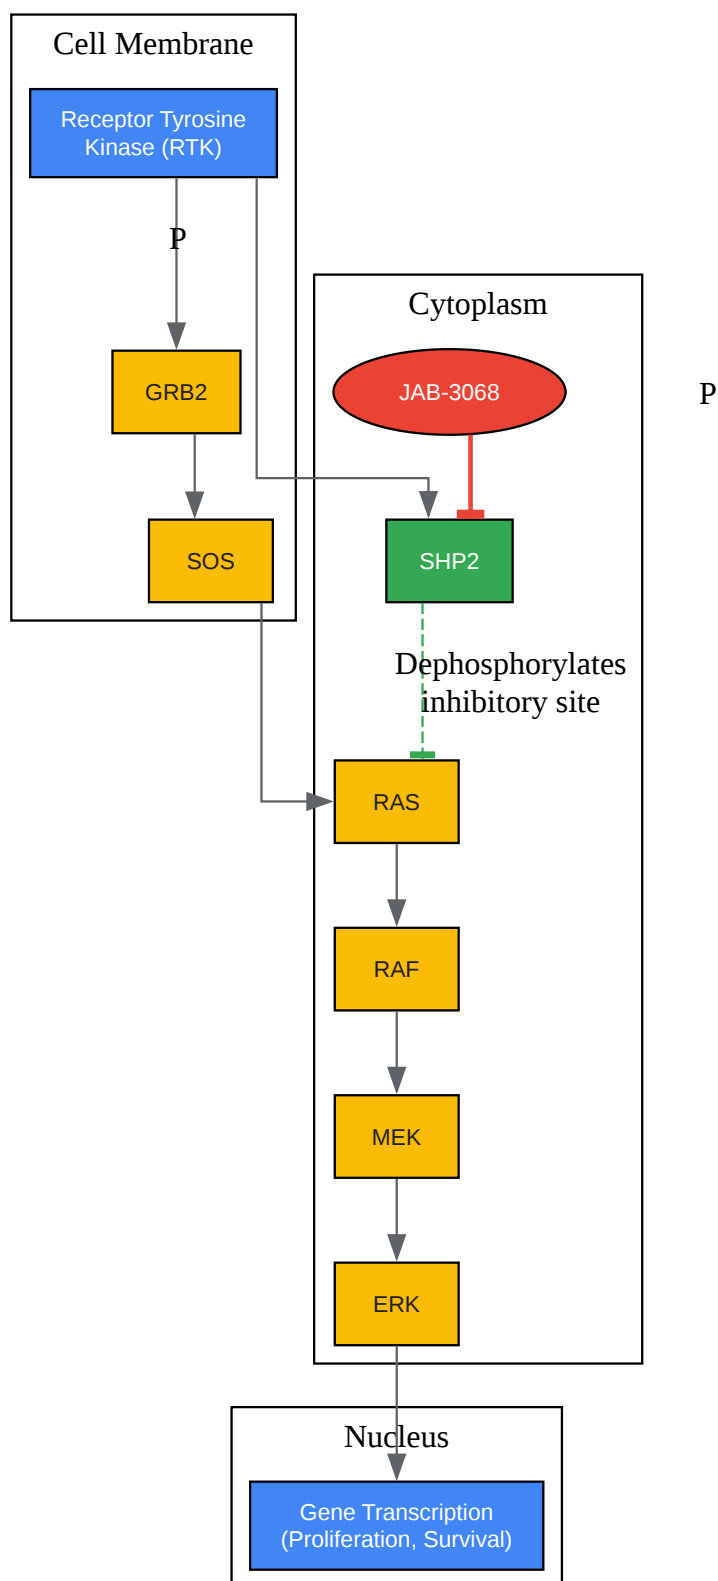 Cell Membrane
Receptor Tyrosine
Kinase (RTK)
P
Cytoplasm
GRB2
JAB-3068
P
SOS
SHP2
Dephosphorylates
inhibitory site
RAS
RAF
MEK
ERK
Nucleus
Gene Transcription
(Proliferation, Survival)